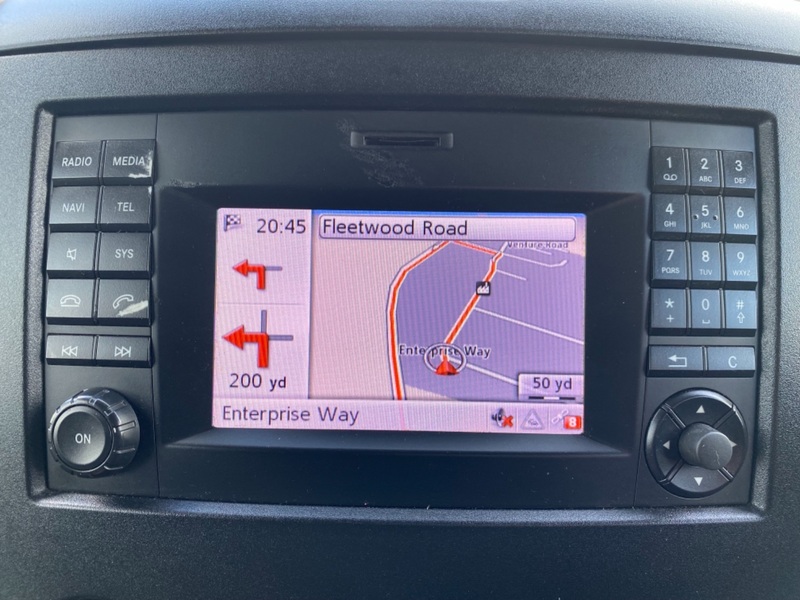 RADIO
MEDIA
NAVI
TEL
SYS
ON
20:45
200 yd
Fleetwood Road
Venture Road
Enterprise Way
50 yd
Enterprise Way
8
1
2 ABC
3 DEF
4 GHI
5 JKL
6 MNO
7 PQRS
8 TUV
9 WXYZ
* +
0
#
C